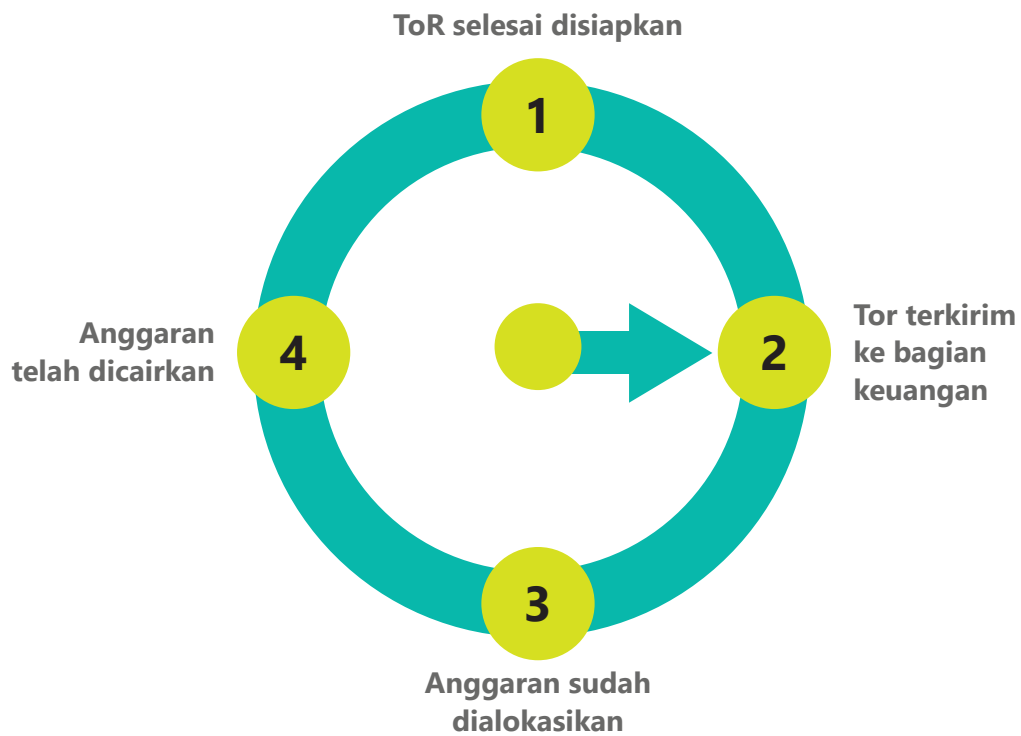 ToR selesai disiapkan
1
2
Tor terkirim
ke bagian
keuangan
3
Anggaran sudah
dialokasikan
4
Anggaran
telah dicairkan